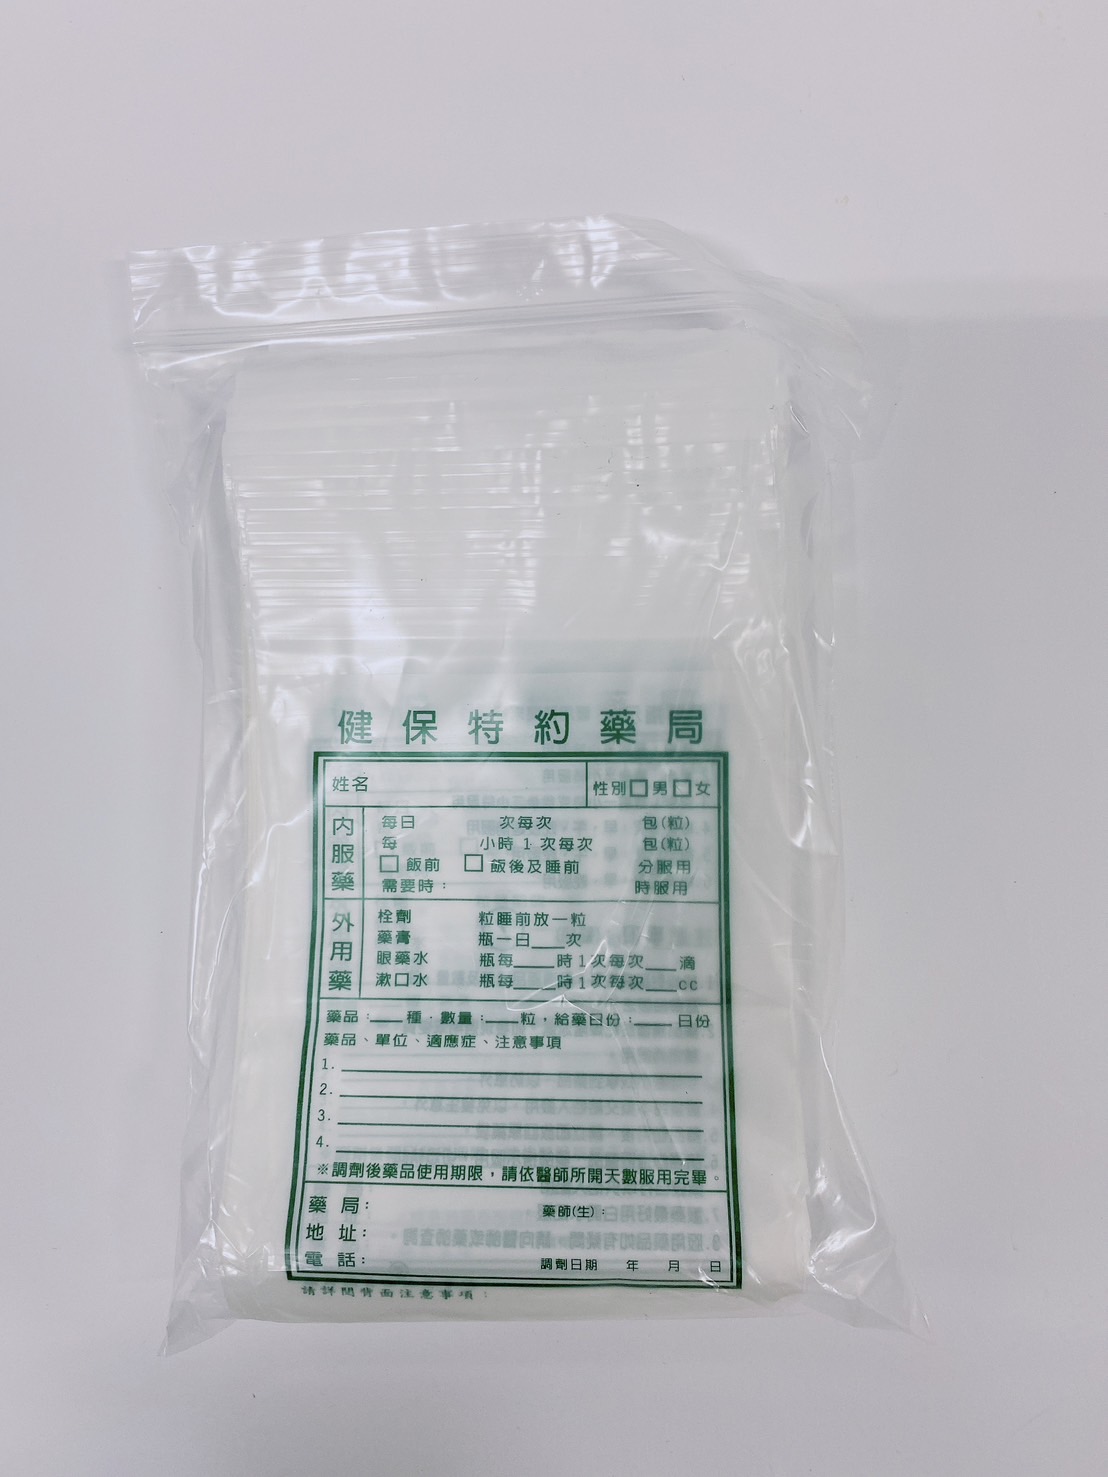 健保特約藥局
姓名 性別□男□女
內服藥
每日 次每次 包(粒)
每 小時 1 次每次 包(粒)
□ 飯前 □ 飯後及睡前 分服用
需要時： 時服用
外用藥
栓劑 粒睡前放一粒
藥膏 瓶一日___次
眼藥水 瓶每____時1次每次___滴
漱口水 瓶每____時1次每次___cc
藥品：___種．數量：___粒，給藥日份：___日份
藥品、單位、適應症、注意事項
1.
2.
3.
4.
※調劑後藥品使用期限，請依醫師所開天數服用完畢。
藥局： 藥師(生)：
地址：
電話： 調劑日期 年 月 日
請詳閱背面注意事項：